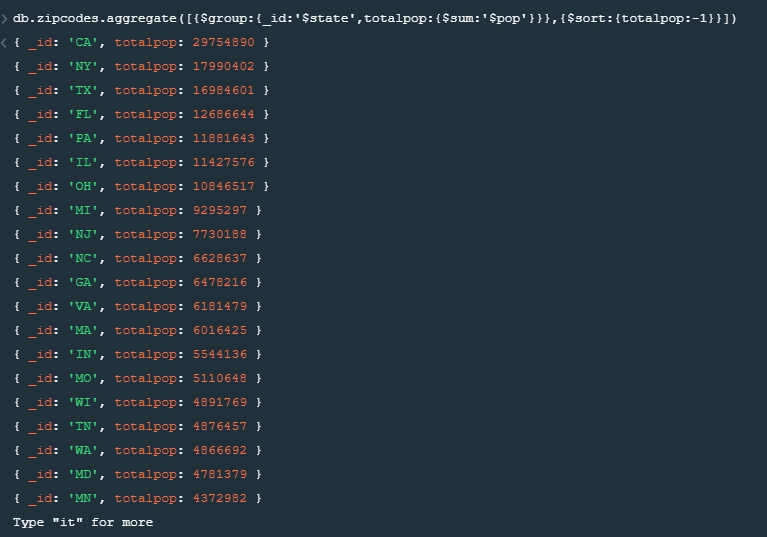 > db.zipcodes.aggregate([{$group:{_id:'$state',totalpop:{$sum:'$pop'}}},{$sort:{totalpop:-1}}])
< { _id: 'CA', totalpop: 29754890 }
{ _id: 'NY', totalpop: 17990402 }
{ _id: 'TX', totalpop: 16984601 }
{ _id: 'FL', totalpop: 12686644 }
{ _id: 'PA', totalpop: 11881643 }
{ _id: 'IL', totalpop: 11427576 }
{ _id: 'OH', totalpop: 10846517 }
{ _id: 'MI', totalpop: 9295297 }
{ _id: 'NJ', totalpop: 7730188 }
{ _id: 'NC', totalpop: 6628637 }
{ _id: 'GA', totalpop: 6478216 }
{ _id: 'VA', totalpop: 6181479 }
{ _id: 'MA', totalpop: 6016425 }
{ _id: 'IN', totalpop: 5544136 }
{ _id: 'MO', totalpop: 5110648 }
{ _id: 'WI', totalpop: 4891769 }
{ _id: 'TN', totalpop: 4876457 }
{ _id: 'WA', totalpop: 4866692 }
{ _id: 'MD', totalpop: 4781379 }
{ _id: 'MN', totalpop: 4372982 }
Type "it" for more